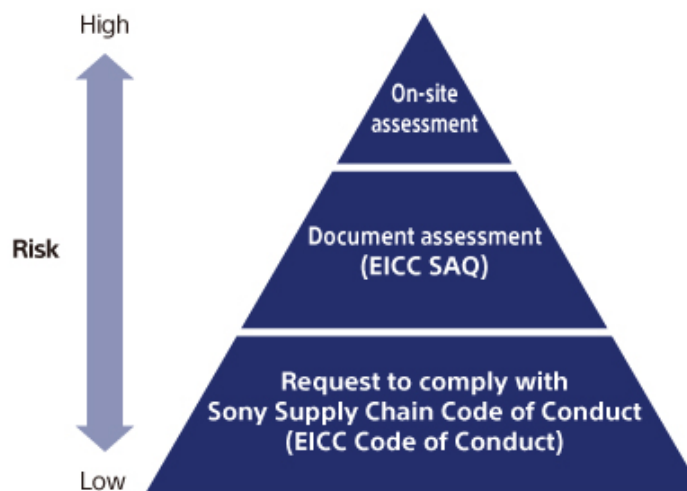 High
On-site
assessment
Document assessment
(EICC SAQ)
Risk
Request to comply with
Sony Supply Chain Code of Conduct
(EICC Code of Conduct)
Low